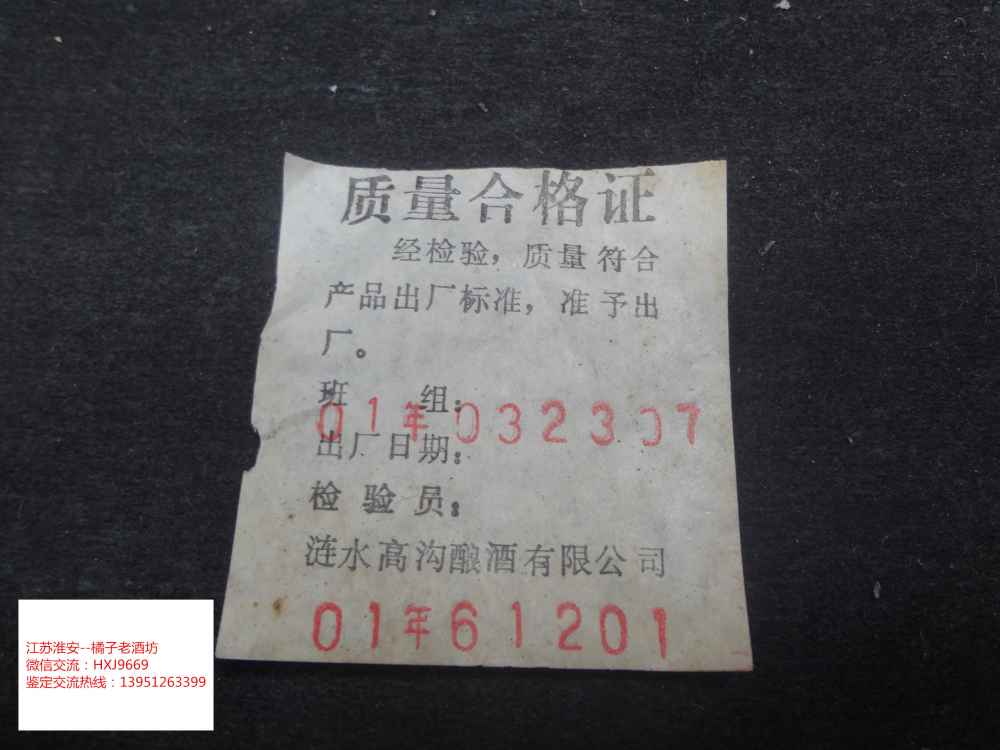 质量合格证
经检验，质量符合
产品出厂标准，准予出
厂。
班 组：
01年032307
出厂日期：
检验员：
涟水高沟酿酒有限公司
01年61201
江苏淮安--橘子老酒坊
微信交流：HXJ9669
鉴定交流热线：13951263399